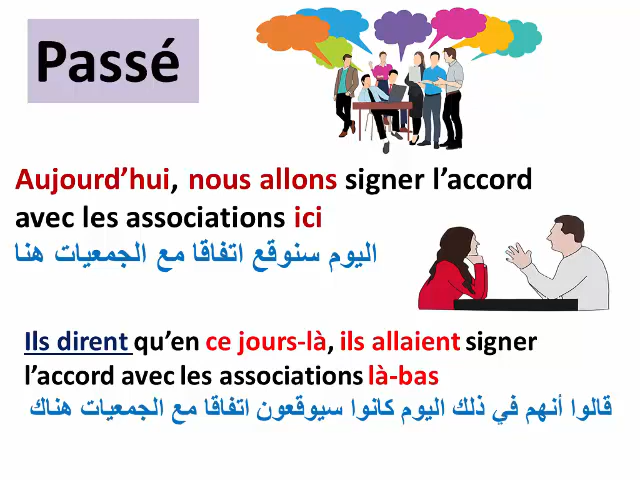 Passé
Aujourd’hui, nous allons signer l’accord
avec les associations ici
اليوم سنوقع اتفاقا مع الجمعيات هنا
Ils dirent qu’en ce jours-là, ils allaient signer
l’accord avec les associations là-bas
قالوا أنهم في ذلك اليوم كانوا سيوقعون اتفاقا مع الجمعيات هناك